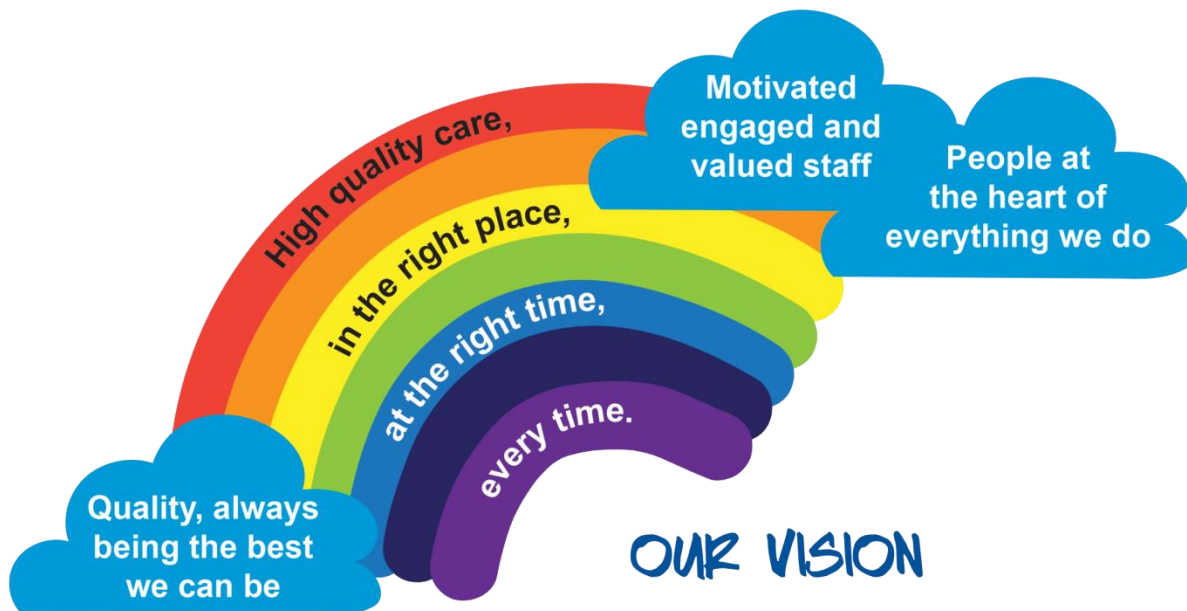 High quality care,
in the right place,
at the right time,
every time.
Motivated
engaged and
valued staff
People at
the heart of
everything we do
Quality, always
being the best
we can be
OUR VISION